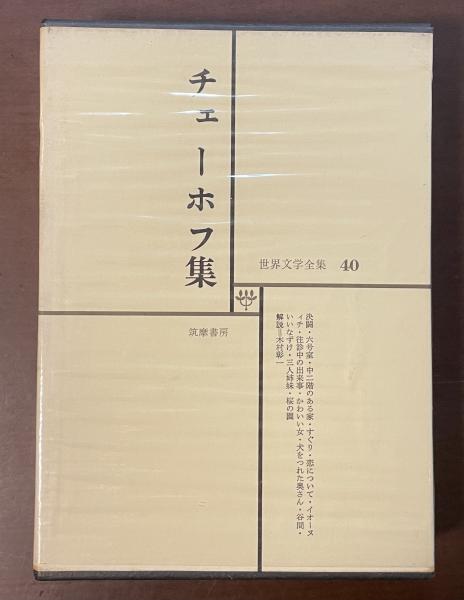 チェーホフ集
世界文学全集 40
筑摩書房
決闘・六号室・中二階のある家・すぐり・恋について・イオーヌ
ィチ・往診中の出来事・かわいい女・犬をつれた奥さん・谷間・
いいなずけ・三人姉妹・桜の園
解説＝木村彰一